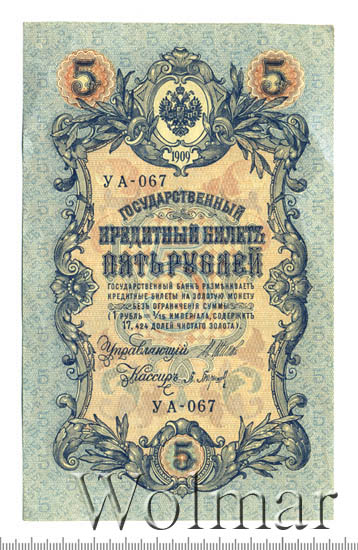 5 5
1909
УА-067
ГОСУДАРСТВЕННЫЙ
КРЕДИТНЫЙ БИЛЕТЪ
ПЯТЬ РУБЛЕЙ
ГОСУДАРСТВЕННЫЙ БАНКЪ РАЗМѢНИВАЕТЪ
КРЕДИТНЫЕ БИЛЕТЫ НА ЗОЛОТУЮ МОНЕТУ
БЕЗЪ ОГРАНИЧЕНІЯ СУММЫ
(1 РУБЛЬ = 1/15 ИМПЕРІАЛА, СОДЕРЖИТЪ
17,424 ДОЛЕЙ ЧИСТАГО ЗОЛОТА).
Управляющій
Кассиръ
УА-067
5
Wolmar